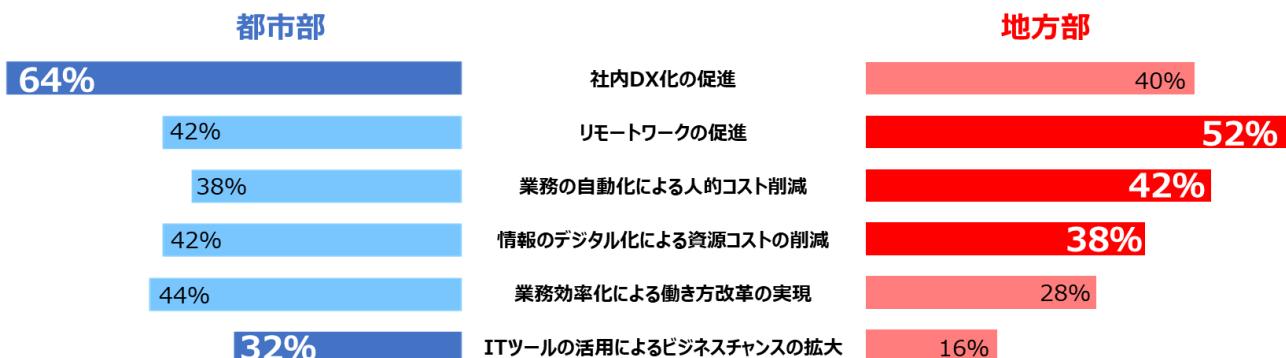 都市部 地方部
64% 社内DX化の促進 40%
42% リモートワークの促進 52%
38% 業務の自動化による人的コスト削減 42%
42% 情報のデジタル化による資源コストの削減 38%
44% 業務効率化による働き方改革の実現 28%
32% ITツールの活用によるビジネスチャンスの拡大 16%